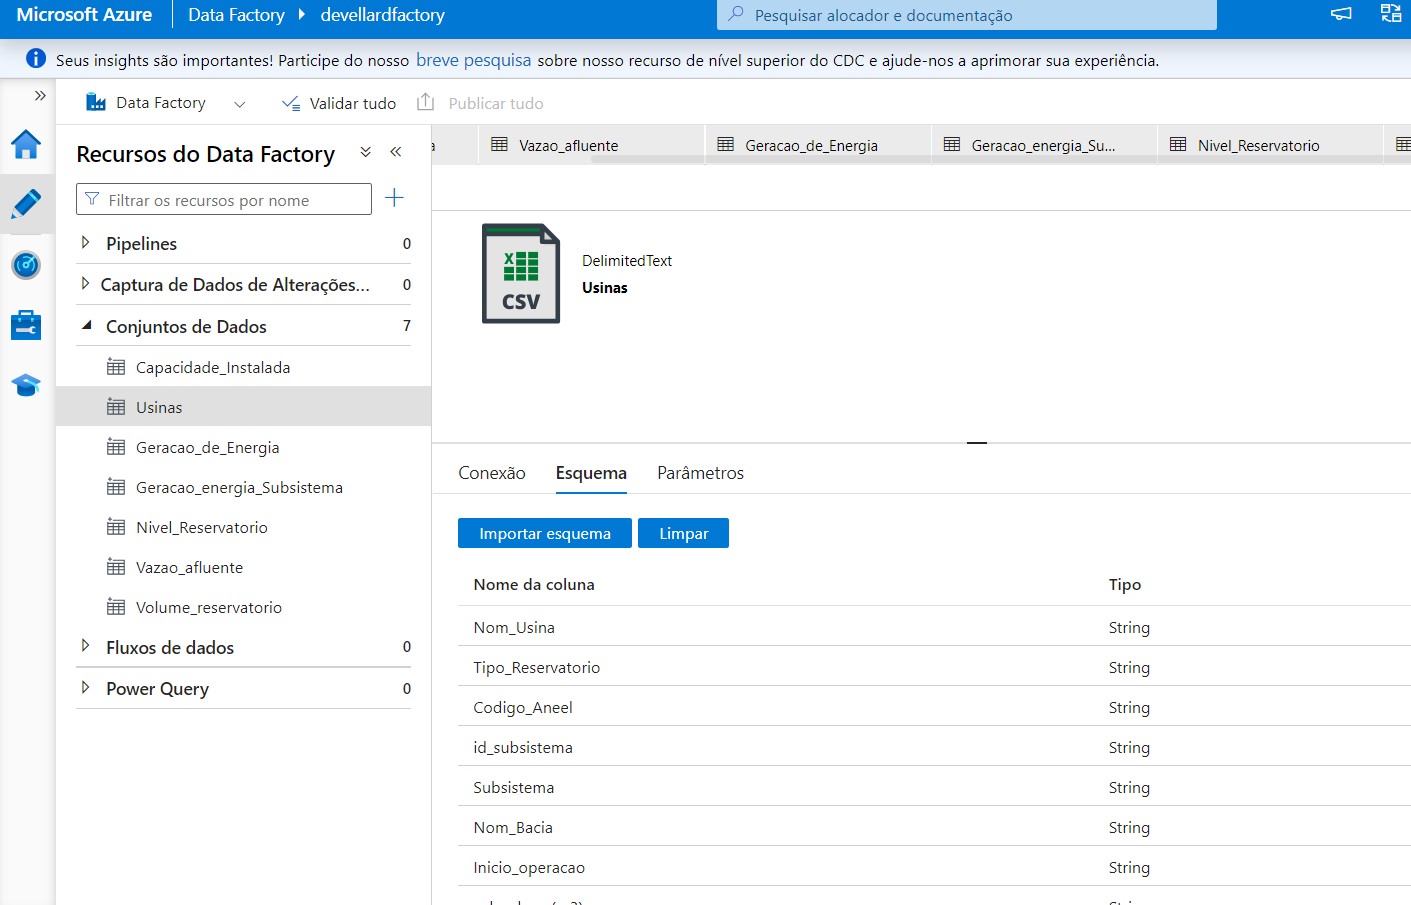 Microsoft Azure
Data Factory
devellardfactory
Pesquisar alocador e documentação
Seus insights são importantes! Participe do nosso breve pesquisa sobre nosso recurso de nível superior do CDC e ajude-nos a aprimorar sua experiência.
Data Factory
Validar tudo
Publicar tudo
Recursos do Data Factory
Filtrar os recursos por nome
Pipelines 0
Captura de Dados de Alterações... 0
Conjuntos de Dados 7
Capacidade_Instalada
Usinas
Geracao_de_Energia
Geracao_energia_Subsistema
Nivel_Reservatorio
Vazao_afluente
Volume_reservatorio
Fluxos de dados 0
Power Query 0
Vazao_afluente
Geracao_de_Energia
Geracao_energia_Su...
Nivel_Reservatorio
X
CSV
DelimitedText
Usinas
Conexão
Esquema
Parâmetros
Importar esquema
Limpar
Nome da coluna Tipo
Nom_Usina String
Tipo_Reservatorio String
Codigo_Aneel String
id_subsistema String
Subsistema String
Nom_Bacia String
Inicio_operacao String